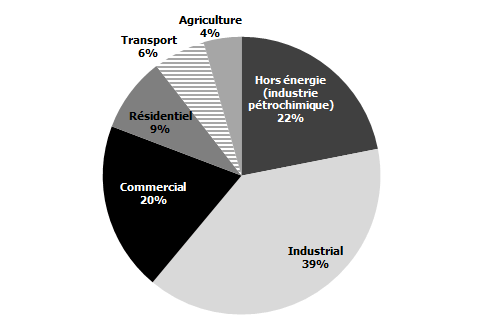 Agriculture
4%
Transport
6%
Hors énergie
(industrie
pétrochimique)
22%
Résidentiel
9%
Commercial
20%
Industrial
39%